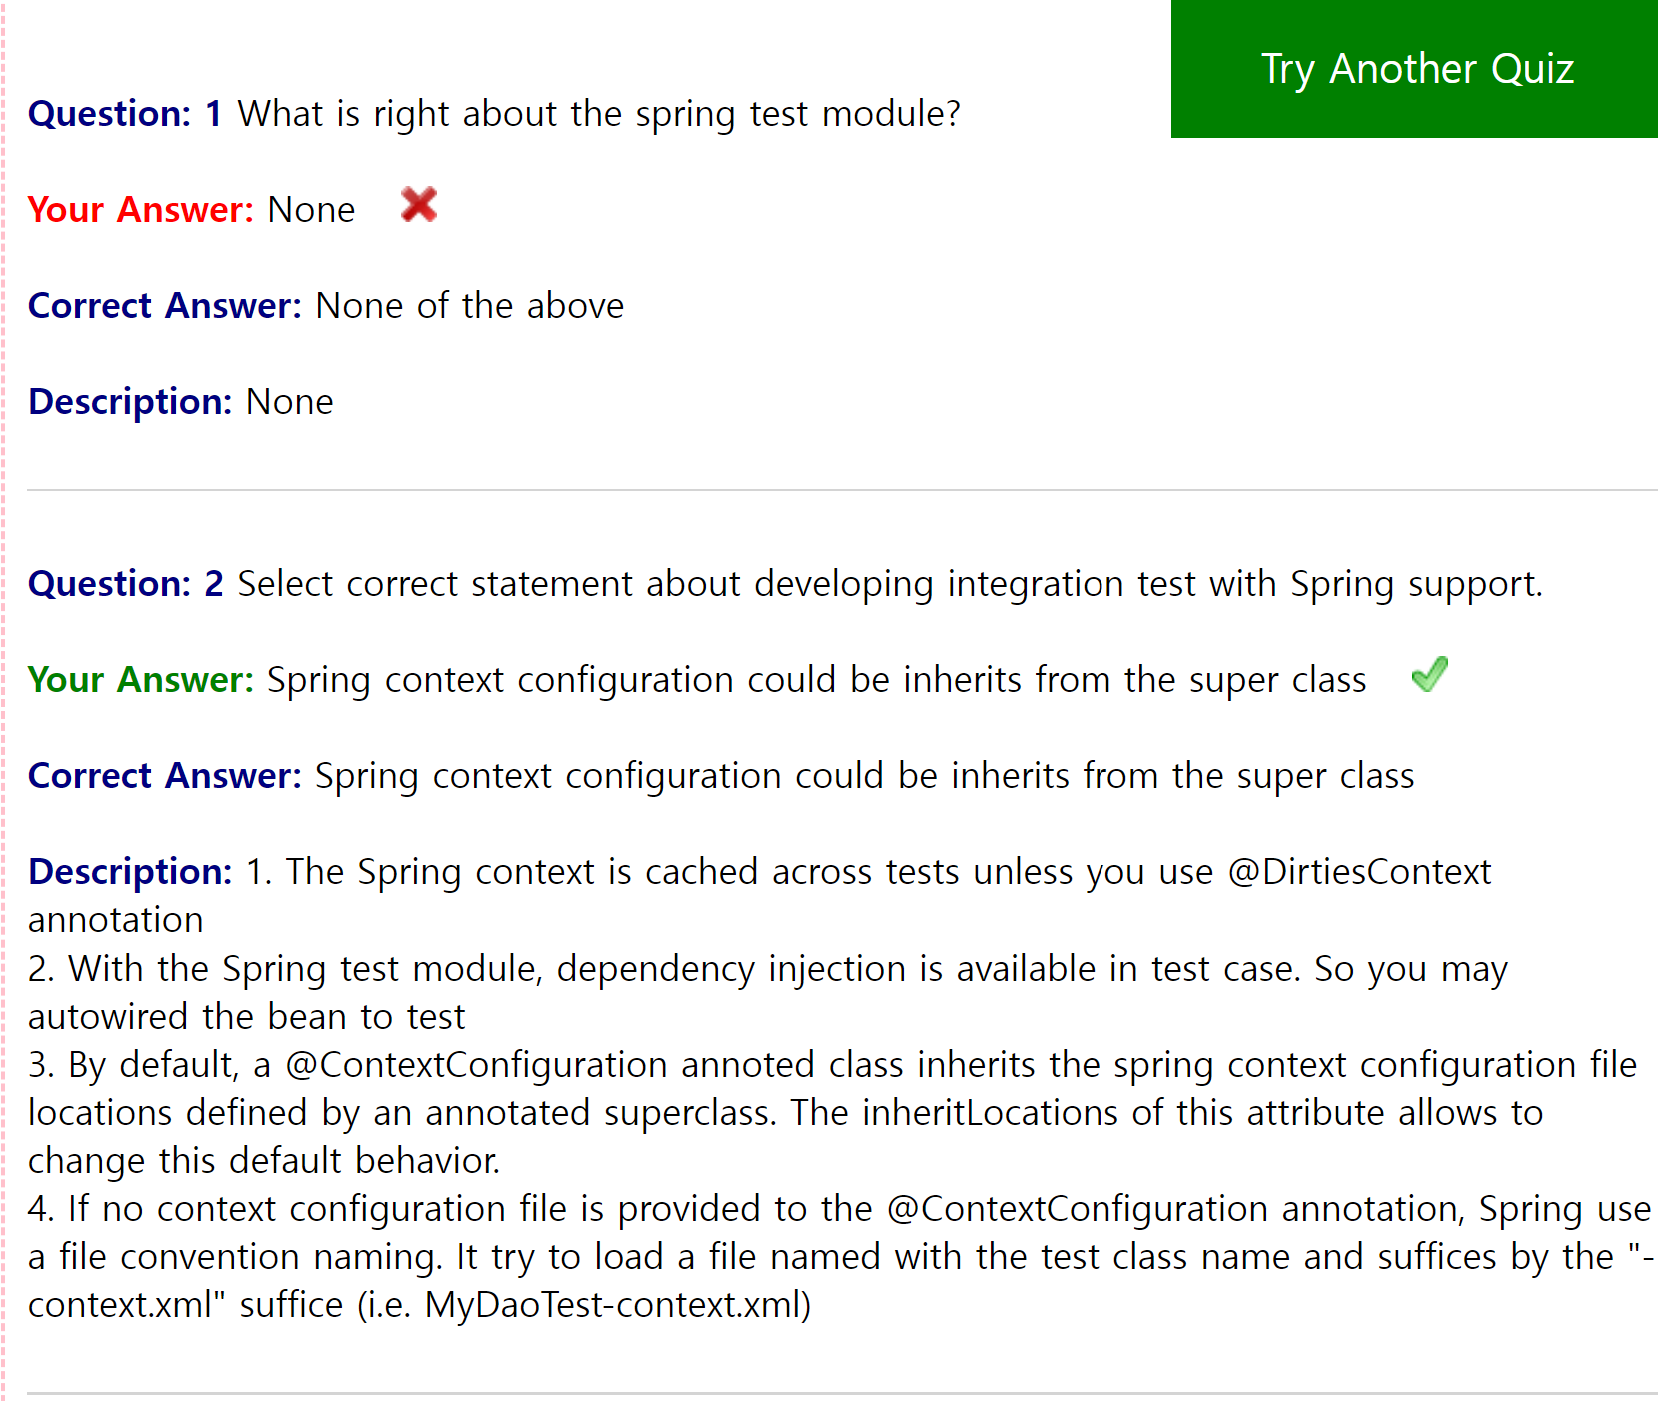 Try Another Quiz
Question: 1 What is right about the spring test module?
Your Answer: None
Correct Answer: None of the above
Description: None
Question: 2 Select correct statement about developing integration test with Spring support.
Your Answer: Spring context configuration could be inherits from the super class
Correct Answer: Spring context configuration could be inherits from the super class
Description: 1. The Spring context is cached across tests unless you use @DirtiesContext
annotation
2. With the Spring test module, dependency injection is available in test case. So you may
autowired the bean to test
3. By default, a @ContextConfiguration annoted class inherits the spring context configuration file
locations defined by an annotated superclass. The inheritLocations of this attribute allows to
change this default behavior.
4. If no context configuration file is provided to the @ContextConfiguration annotation, Spring use
a file convention naming. It try to load a file named with the test class name and suffices by the "-
context.xml" suffice (i.e. MyDaoTest-context.xml)